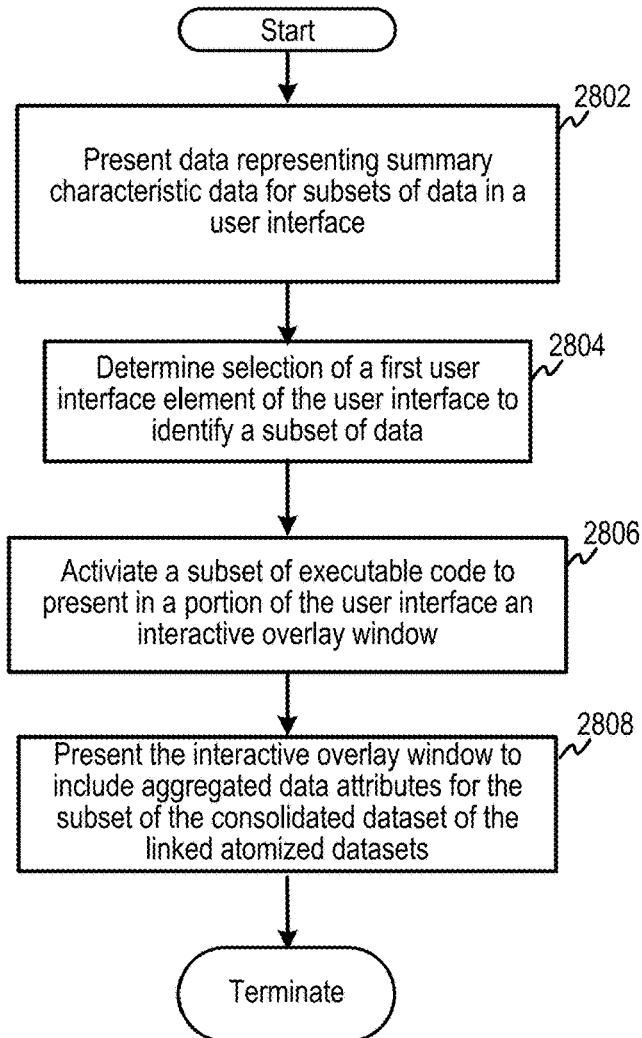 Start
2802
Present data representing summary
characteristic data for subsets of data in a
user interface
2804
Determine selection of a first user
interface element of the user interface to
identify a subset of data
2806
Activiate a subset of executable code to
present in a portion of the user interface an
interactive overlay window
2808
Present the interactive overlay window to
include aggregated data attributes for the
subset of the consolidated dataset of the
linked atomized datasets
Terminate